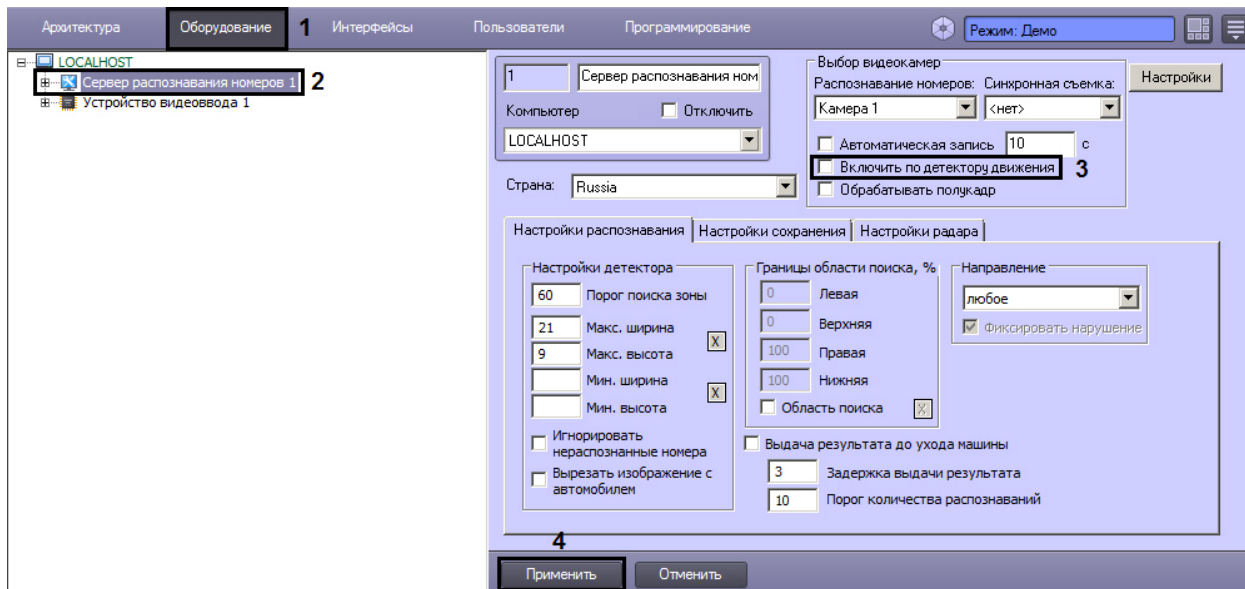 Архитектура
Оборудование
1
Интерфейсы
Пользователи
Программирование
Режим: Демо
LOCALHOST
Сервер распознавания номеров 1
2
Устройство видеоввода 1
1
Сервер распознавания ном
Компьютер
Отключить
LOCALHOST
Страна:
Russia
Выбор видеокамер
Распознавание номеров:
Синхронная съемка:
Камера 1
<нет>
Автоматическая запись
10
с
Включить по детектору движения
3
Обрабатывать полукадр
Настройки
Настройки распознавания
Настройки сохранения
Настройки радара
Настройки детектора
60
Порог поиска зоны
21
Макс. ширина
9
Макс. высота
X
Мин. ширина
Мин. высота
X
Игнорировать
нераспознанные номера
Вырезать изображение с
автомобилем
Границы области поиска, %
0
Левая
0
Верхняя
100
Правая
100
Нижняя
Область поиска
X
Направление
любое
Фиксировать нарушение
Выдача результата до ухода машины
3
Задержка выдачи результата
10
Порог количества распознаваний
4
Применить
Отменить